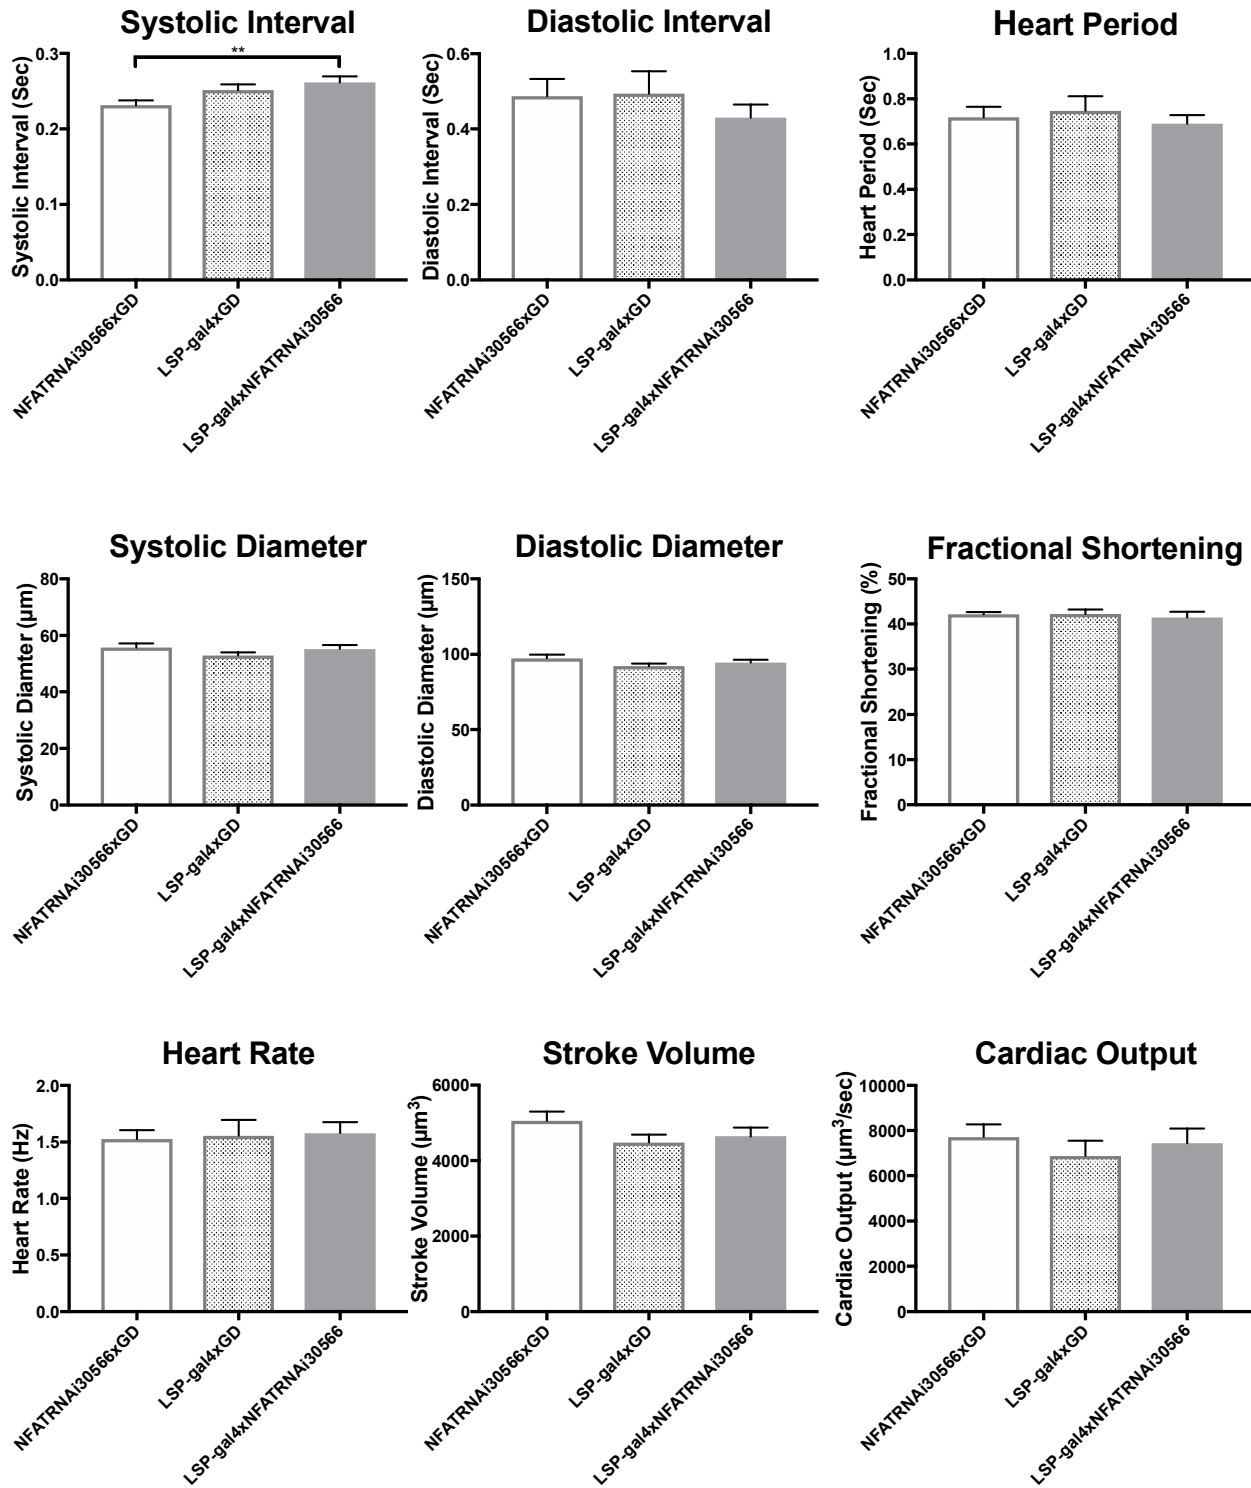 Systolic Interval
Systolic Interval (Sec)
0.3
0.2
0.1
0.0
**
NFATRNAi30566xGD
LSP-gal4xGD
LSP-gal4xNFATRNAi30566
Diastolic Interval
Diastolic Interval (Sec)
0.6
0.4
0.2
0.0
NFATRNAi30566xGD
LSP-gal4xGD
LSP-gal4xNFATRNAi30566
Heart Period
Heart Period (Sec)
1.0
0.8
0.6
0.4
0.2
0.0
NFATRNAi30566xGD
LSP-gal4xGD
LSP-gal4xNFATRNAi30566
Systolic Diameter
Systolic Diamter (μm)
80
60
40
20
0
NFATRNAi30566xGD
LSP-gal4xGD
LSP-gal4xNFATRNAi30566
Diastolic Diameter
Diastolic Diameter (μm)
150
100
50
0
NFATRNAi30566xGD
LSP-gal4xGD
LSP-gal4xNFATRNAi30566
Fractional Shortening
Fractional Shortening (%)
50
40
30
20
10
0
NFATRNAi30566xGD
LSP-gal4xGD
LSP-gal4xNFATRNAi30566
Heart Rate
Heart Rate (Hz)
2.0
1.5
1.0
0.5
0.0
NFATRNAi30566xGD
LSP-gal4xGD
LSP-gal4xNFATRNAi30566
Stroke Volume
Stroke Volume (μm³)
6000
4000
2000
0
NFATRNAi30566xGD
LSP-gal4xGD
LSP-gal4xNFATRNAi30566
Cardiac Output
Cardiac Output (μm³/sec)
10000
8000
6000
4000
2000
0
NFATRNAi30566xGD
LSP-gal4xGD
LSP-gal4xNFATRNAi30566